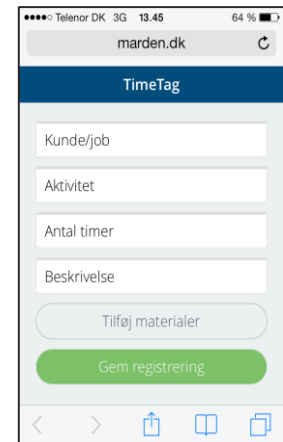 Telenor DK 3G 13.45 64 %
marden.dk
TimeTag
Kunde/job
Aktivitet
Antal timer
Beskrivelse
Tilføj materialer
Gem registrering